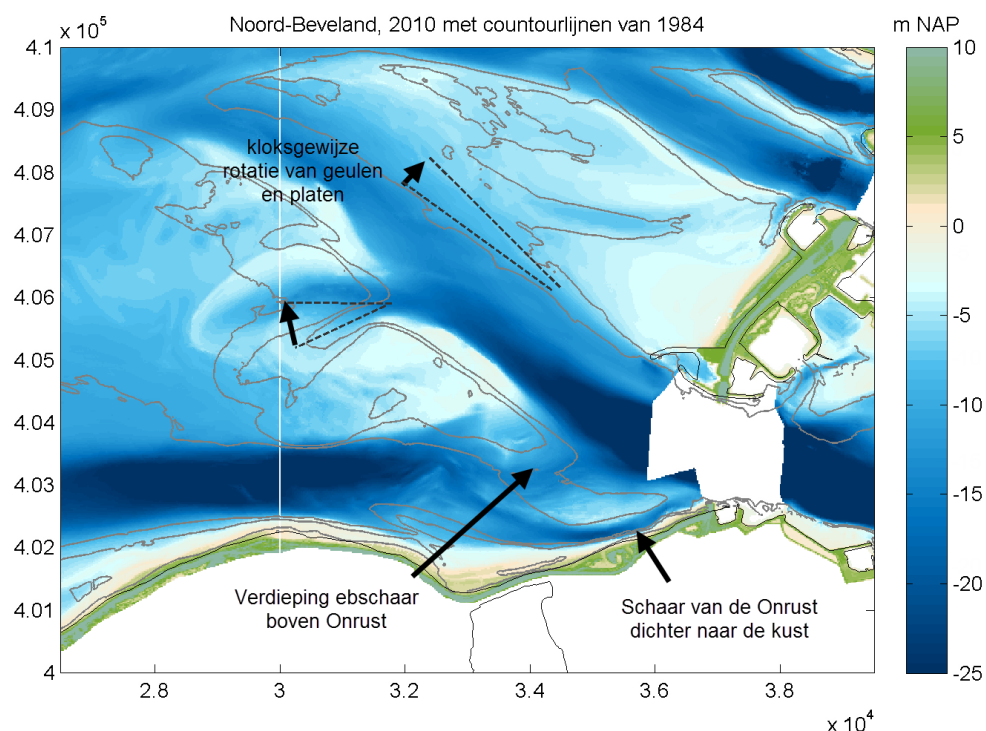 Noord-Beveland, 2010 met countourlijnen van 1984
x 10^5
m NAP
4.1
4.09
4.08
4.07
4.06
4.05
4.04
4.03
4.02
4.01
4
kloksgewijze
rotatie van geulen
en platen
Verdieping ebschaar
boven Onrust
Schaar van de Onrust
dichter naar de kust
2.8
3
3.2
3.4
3.6
3.8
x 10^4
10
5
0
-5
-10
-15
-20
-25